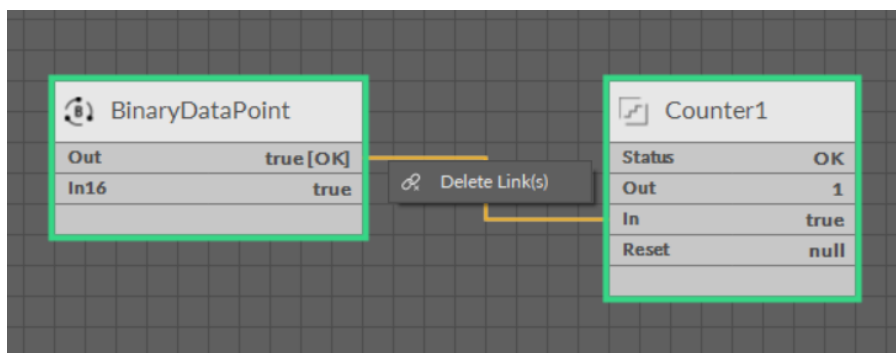 BinaryDataPoint
Out true [OK]
In16 true
Delete Link(s)
Counter1
Status OK
Out 1
In true
Reset null